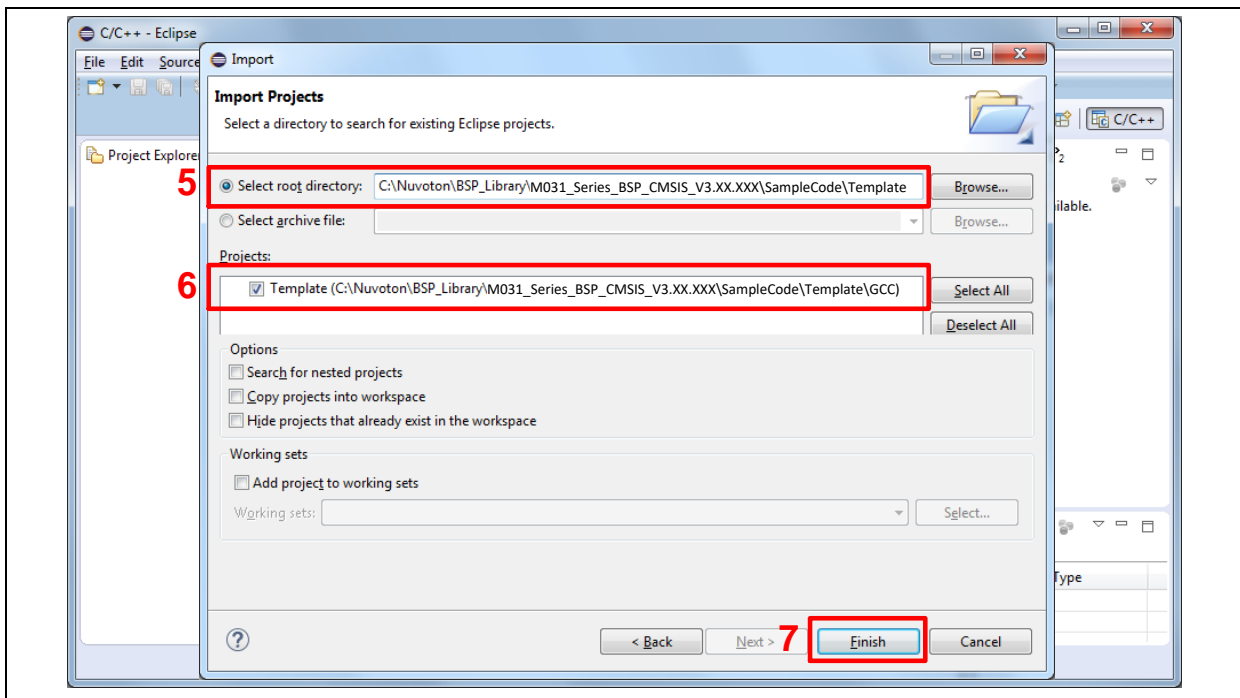 C/C++ - Eclipse
File Edit Source
Import
Import Projects
Select a directory to search for existing Eclipse projects.
C/C++
Project Explorer
5
Select root directory: C:\Nuvoton\BSP_Library\M031_Series_BSP_CMSIS_V3.XX.XXX\SampleCode\Template Browse...
Select archive file: Browse...
ilable.
Projects:
6
Template (C:\Nuvoton\BSP_Library\M031_Series_BSP_CMSIS_V3.XX.XXX\SampleCode\Template\GCC) Select All
Deselect All
Options
Search for nested projects
Copy projects into workspace
Hide projects that already exist in the workspace
Working sets
Add project to working sets
Working sets: Select...
Type
? < Back Next > 7 Finish Cancel